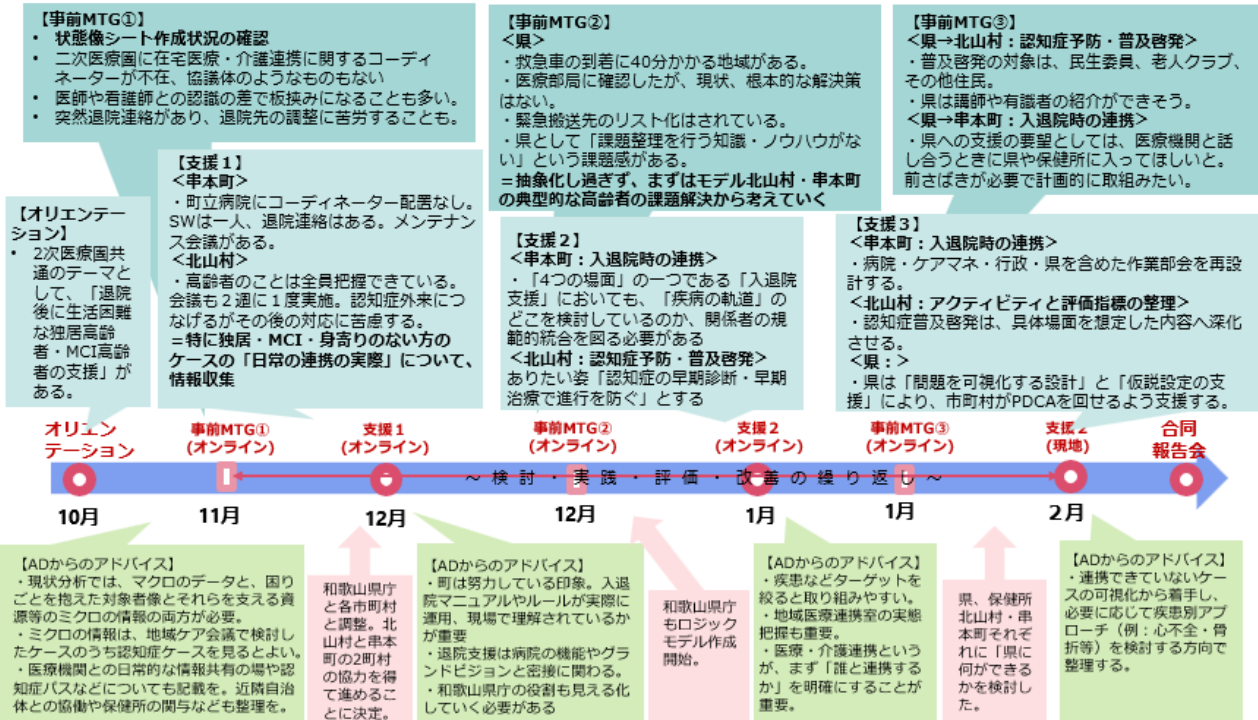 【事前MTG①】
• 状態像シート作成状況の確認
• 二次医療圏に在宅医療・介護連携に関するコーディ
ネーターが不在、協議体のようなものもない
• 医師や看護師との認識の差で板挟みになることも多い。
• 突然退院連絡があり、退院先の調整に苦労することも。
【事前MTG②】
<県>
・救急車の到着に40分かかる地域がある。
・医療部局に確認したが、現状、根本的な解決策
はない。
・緊急搬送先のリスト化はされている。
・県として「課題整理を行う知識・ノウハウがな
い」という課題感がある。
=抽象化し過ぎず、まずはモデル北山村・串本町
の典型的な高齢者の課題解決から考えていく
【事前MTG③】
<県→北山村:認知症予防・普及啓発>
・普及啓発の対象は、民生委員、老人クラブ、
その他住民。
・県は講師や有識者の紹介ができそう。
<県→串本町:入退院時の連携>
・県への支援の要望としては、医療機関と話
し合うときに県や保健所に入ってほしいと。
前さばきが必要で計画的に取組みたい。
【オリエンテー
ション】
• 2次医療圏共
通のテーマと
して、「退院
後に生活困難
な独居高齢
者・MCI高齢
者の支援」が
ある。
【支援1】
<串本町>
・町立病院にコーディネーター配置なし。
SWは一人、退院連絡はある。メンテナン
ス会議がある。
<北山村>
・高齢者のことは全員把握できている。
会議も2週に1度実施。認知症外来につ
なげるがその後の対応に苦慮する。
=特に独居・MCI・身寄りのない方の
ケースの「日常の連携の実際」について、
情報収集
【支援2】
<串本町:入退院時の連携>
・「4つの場面」の一つである「入退院
支援」においても、「疾病の軌道」の
どこを検討しているのか、関係者の規
範的統合を図る必要がある
<北山村:認知症予防・普及啓発>
ありたい姿「認知症の早期診断・早期
治療で進行を防ぐ」とする
【支援3】
<串本町:入退院時の連携>
・病院・ケアマネ・行政・県を含めた作業部会を再設
計する。
<北山村:アクティビティと評価指標の整理>
・認知症普及啓発は、具体場面を想定した内容へ深化
させる。
<県:>
・県は「問題を可視化する設計」と「仮説設定の支
援」により、市町村がPDCAを回せるよう支援する。
オリエン
テーション
事前MTG①
(オンライン)
支援1
(オンライン)
事前MTG②
(オンライン)
支援2
(オンライン)
事前MTG③
(オンライン)
支援2
(現地)
合同
報告会
～検討・実践・評価・改善の繰り返し～
10月
11月
12月
12月
1月
1月
2月
【ADからのアドバイス】
・現状分析では、マクロのデータと、困り
ごとを抱えた対象者像とそれらを支える資
源等のミクロの情報の両方が必要。
・ミクロの情報は、地域ケア会議で検討し
たケースのうち認知症ケースを見るとよい。
・医療機関との日常的な情報共有の場や認
知症パスなどについても記載を。近隣自治
体との協働や保健所の関与なども整理を。
和歌山県庁
と各市町村
と調整。北
山村と串本
町の2町村
の協力を得
て進めるこ
とに決定。
【ADからのアドバイス】
・町は努力している印象。入退
院マニュアルやルールが実際に
運用、現場で理解されているか
が重要
・退院支援は病院の機能やグラ
ンドビジョンと密接に関わる。
・和歌山県庁の役割も見える化
していく必要がある
和歌山県庁
もロジック
モデル作成
開始。
【ADからのアドバイス】
・疾患などターゲットを
絞ると取り組みやすい。
・地域医療連携室の実態
把握も重要。
・医療・介護連携という
が、まず「誰と連携する
か」を明確にすることが
重要。
県、保健所
北山村・串
本町それぞ
れに「県に
何ができる
かを検討し
た。
【ADからのアドバイス】
・連携できていないケー
スの可視化から着手し、
必要に応じて疾患別アプ
ローチ（例：心不全・骨
折等）を検討する方向で
整理する。